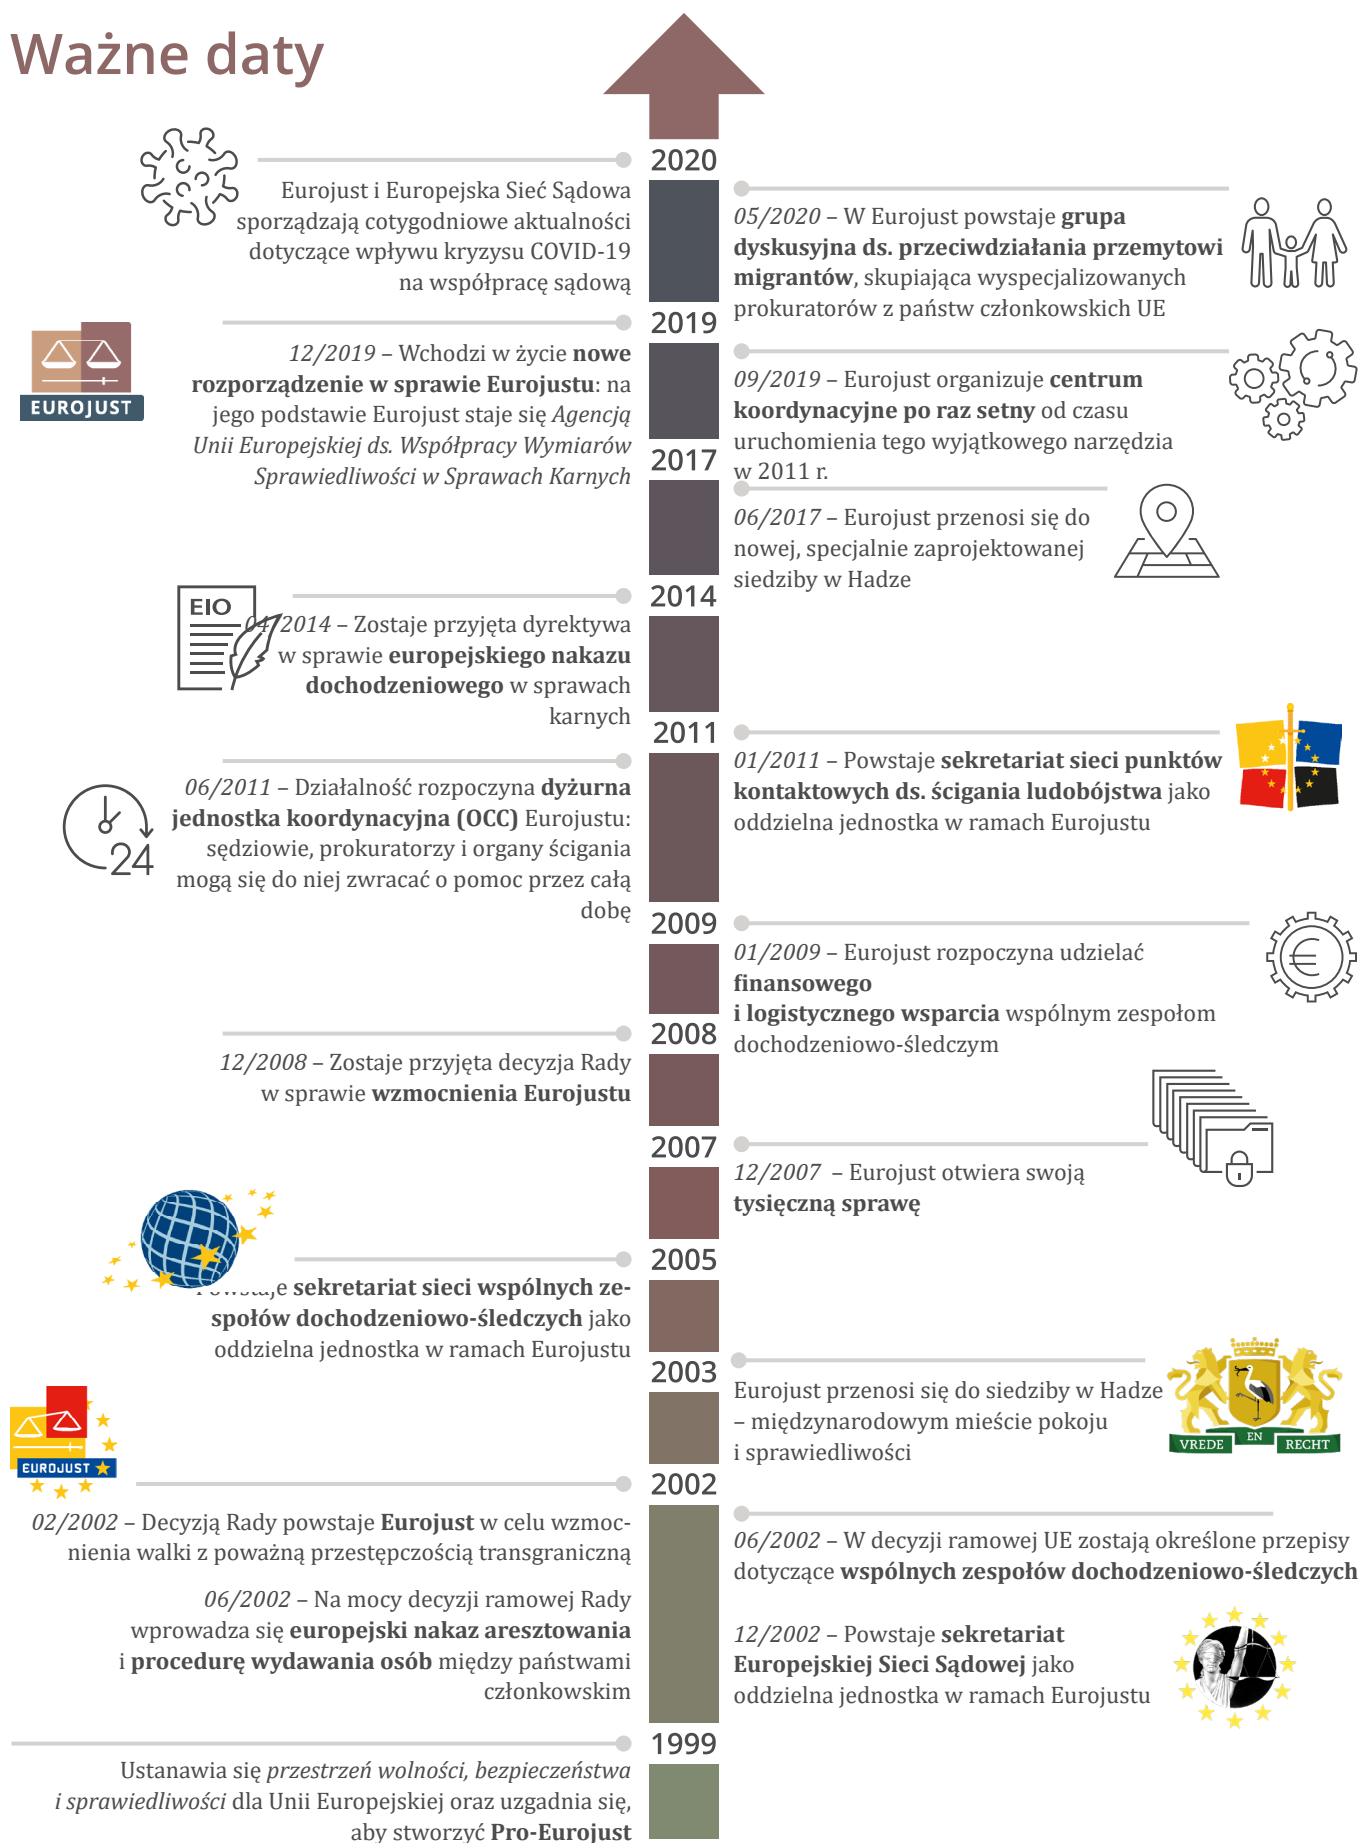 Ważne daty
2020
Eurojust i Europejska Sieć Sądowa
sporządzają cotygodniowe aktualności
dotyczące wpływu kryzysu COVID-19
na współpracę sądową
05/2020 – W Eurojust powstaje grupa
dyskusyjna ds. przeciwdziałania przemytowi
migrantów, skupiająca wyspecjalizowanych
prokuratorów z państw członkowskich UE
2019
EUROJUST
12/2019 – Wchodzi w życie nowe
rozporządzenie w sprawie Eurojustu: na
jego podstawie Eurojust staje się Agencją
Unii Europejskiej ds. Współpracy Wymiarów
Sprawiedliwości w Sprawach Karnych
09/2019 – Eurojust organizuje centrum
koordynacyjne po raz setny od czasu
uruchomienia tego wyjątkowego narzędzia
w 2011 r.
2017
06/2017 – Eurojust przenosi się do
nowej, specjalnie zaprojektowanej
siedziby w Hadze
2014
EIO
04/2014 – Zostaje przyjęta dyrektywa
w sprawie europejskiego nakazu
dochodzeniowego w sprawach
karnych
2011
01/2011 – Powstaje sekretariat sieci punktów
kontaktowych ds. ścigania ludobójstwa jako
oddzielna jednostka w ramach Eurojustu
24
06/2011 – Działalność rozpoczyna dyżurna
jednostka koordynacyjna (OCC) Eurojustu:
sędziowie, prokuratorzy i organy ścigania
mogą się do niej zwracać o pomoc przez całą
dobę
2009
01/2009 – Eurojust rozpoczyna udzielać
finansowego
i logistycznego wsparcia wspólnym zespołom
dochodzeniowo-śledczym
2008
12/2008 – Zostaje przyjęta decyzja Rady
w sprawie wzmocnienia Eurojustu
2007
12/2007 – Eurojust otwiera swoją
tysięczną sprawę
2005
Powstaje sekretariat sieci wspólnych ze-
społów dochodzeniowo-śledczych jako
oddzielna jednostka w ramach Eurojustu
2003
Eurojust przenosi się do siedziby w Hadze
– międzynarodowym mieście pokoju
i sprawiedliwości
VREDE EN RECHT
2002
EUROJUST
02/2002 – Decyzją Rady powstaje Eurojust w celu wzmoc-
nienia walki z poważną przestępczością transgraniczną
06/2002 – Na mocy decyzji ramowej Rady
wprowadza się europejski nakaz aresztowania
i procedurę wydawania osób między państwami
członkowskim
06/2002 – W decyzji ramowej UE zostają określone przepisy
dotyczące wspólnych zespołów dochodzeniowo-śledczych
12/2002 – Powstaje sekretariat
Europejskiej Sieci Sądowej jako
oddzielna jednostka w ramach Eurojustu
1999
Ustanawia się przestrzeń wolności, bezpieczeństwa
i sprawiedliwości dla Unii Europejskiej oraz uzgadnia się,
aby stworzyć Pro-Eurojust